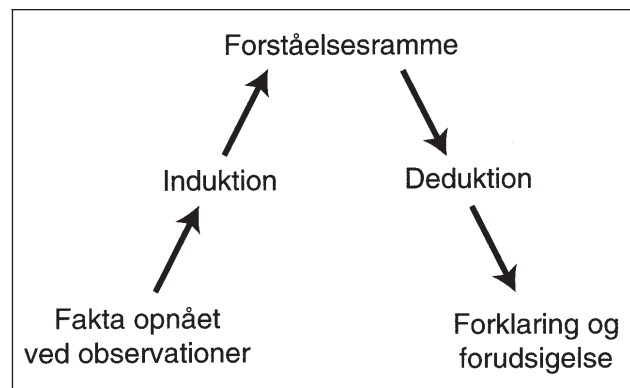 Forståelsesramme
Induktion
Deduktion
Fakta opnået
ved observationer
Forklaring og
forudsigelse